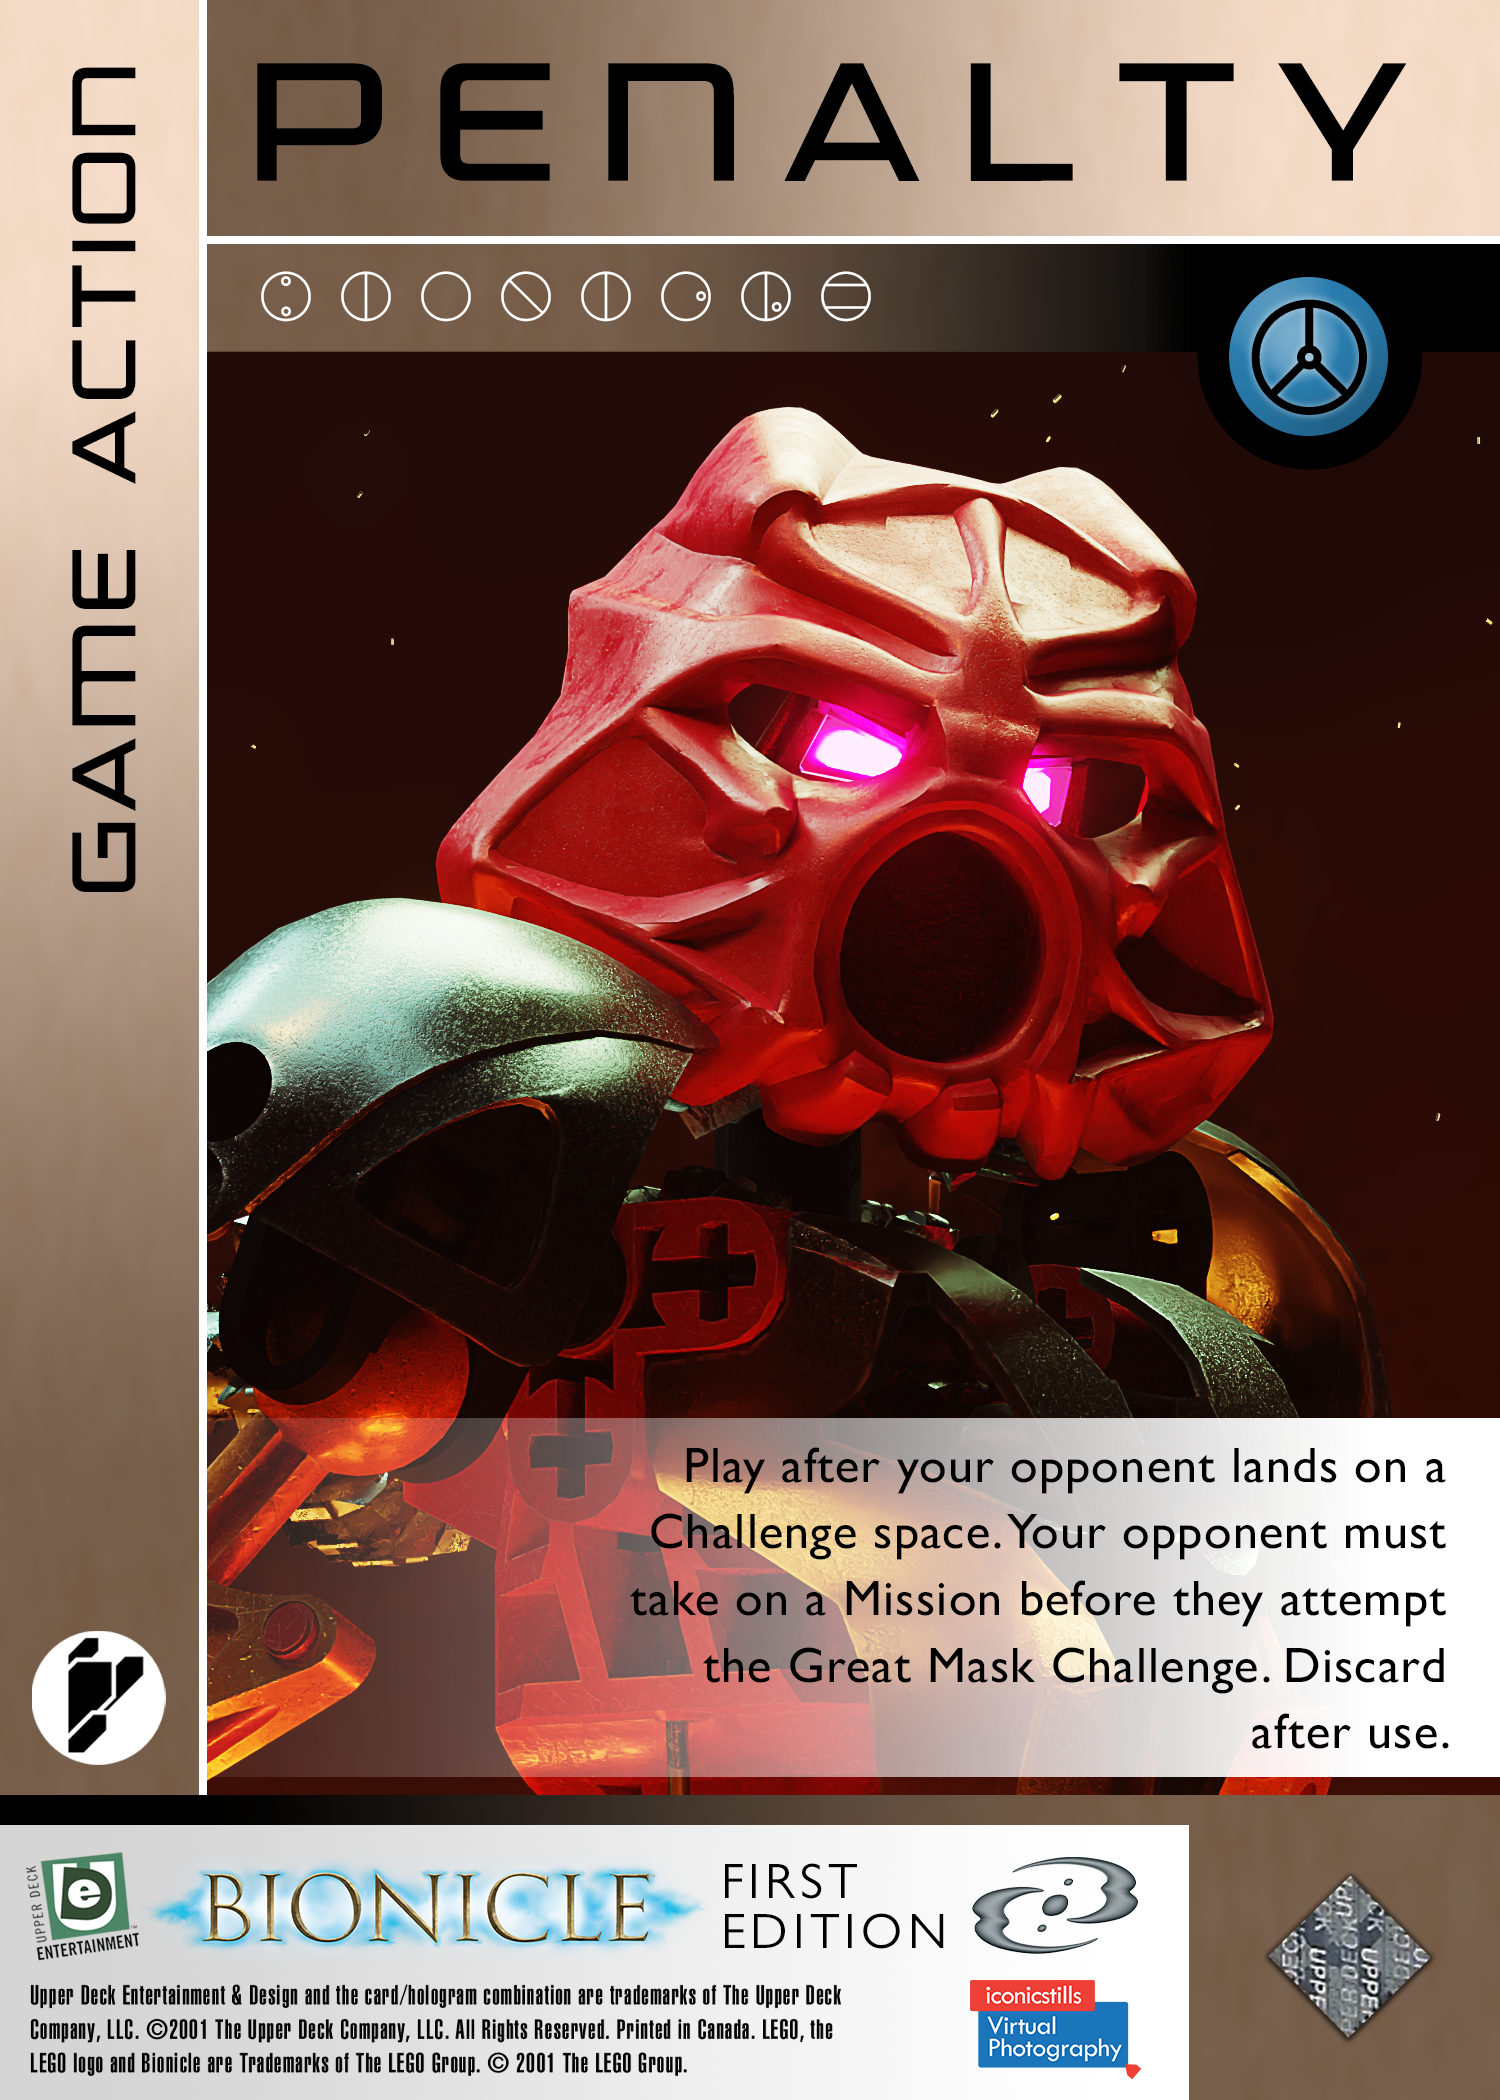 PENALTY
GAME ACTION
Play after your opponent lands on a
Challenge space. Your opponent must
take on a Mission before they attempt
the Great Mask Challenge. Discard
after use.
UPPER DECK
e
ENTERTAINMENT
BIONICLE
FIRST
EDITION
Upper Deck Entertainment & Design and the card/hologram combination are trademarks of The Upper Deck
Company, LLC. ©2001 The Upper Deck Company, LLC. All Rights Reserved. Printed in Canada. LEGO, the
LEGO logo and Bionicle are Trademarks of The LEGO Group. © 2001 The LEGO Group.
iconicstills
Virtual
Photography